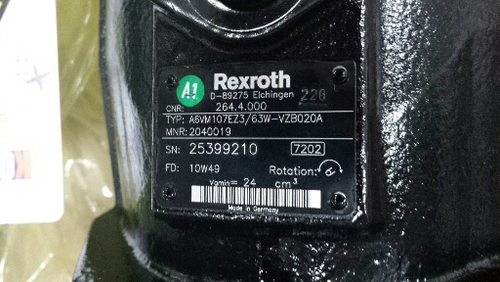 A1 Rexroth
D-89275 Elchingen 226
CNR: 264.4.000
TYP: A6VM107EZ3/63W-VZB020A
MNR: 2040019
SN: 25399210 7202
FD: 10W49 Rotation:
Vgmin= 24 cm³
Made in Germany